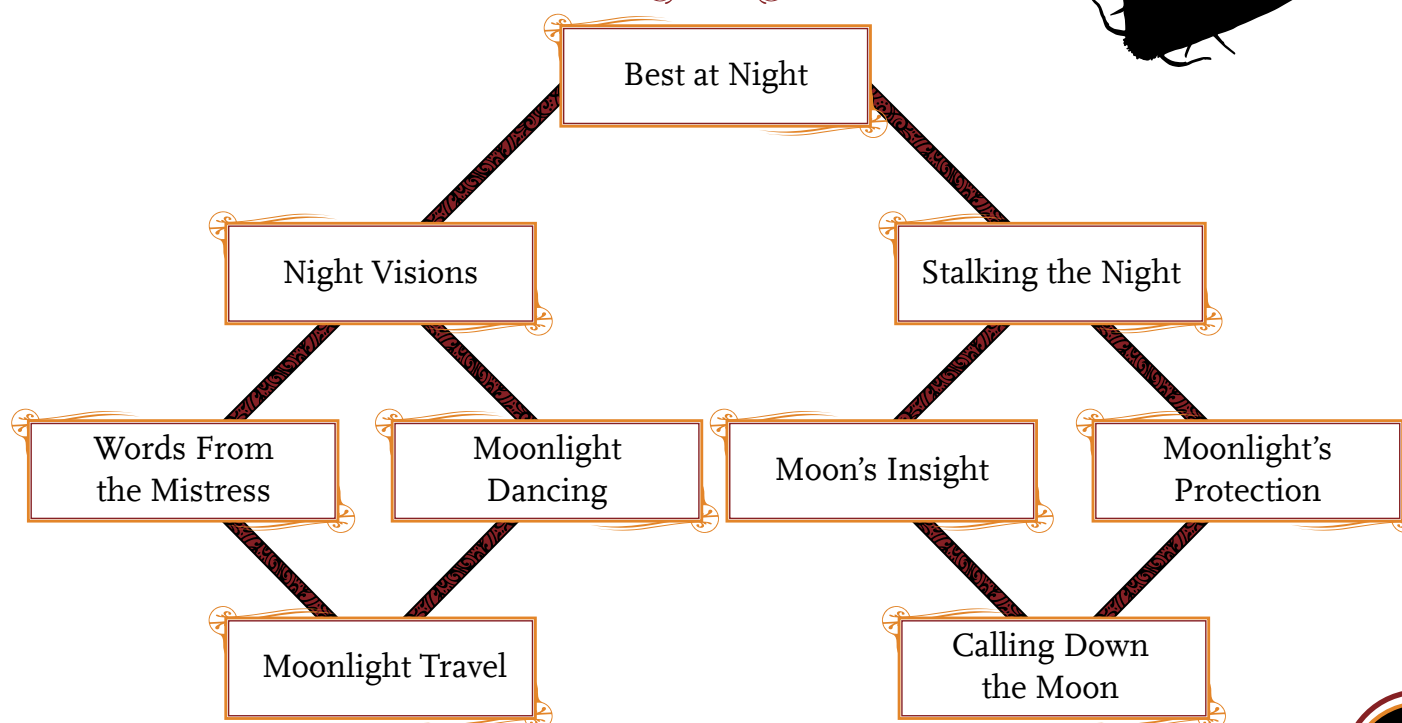 Best at Night
Night Visions
Stalking the Night
Words From
the Mistress
Moonlight
Dancing
Moon’s Insight
Moonlight’s
Protection
Moonlight Travel
Calling Down
the Moon